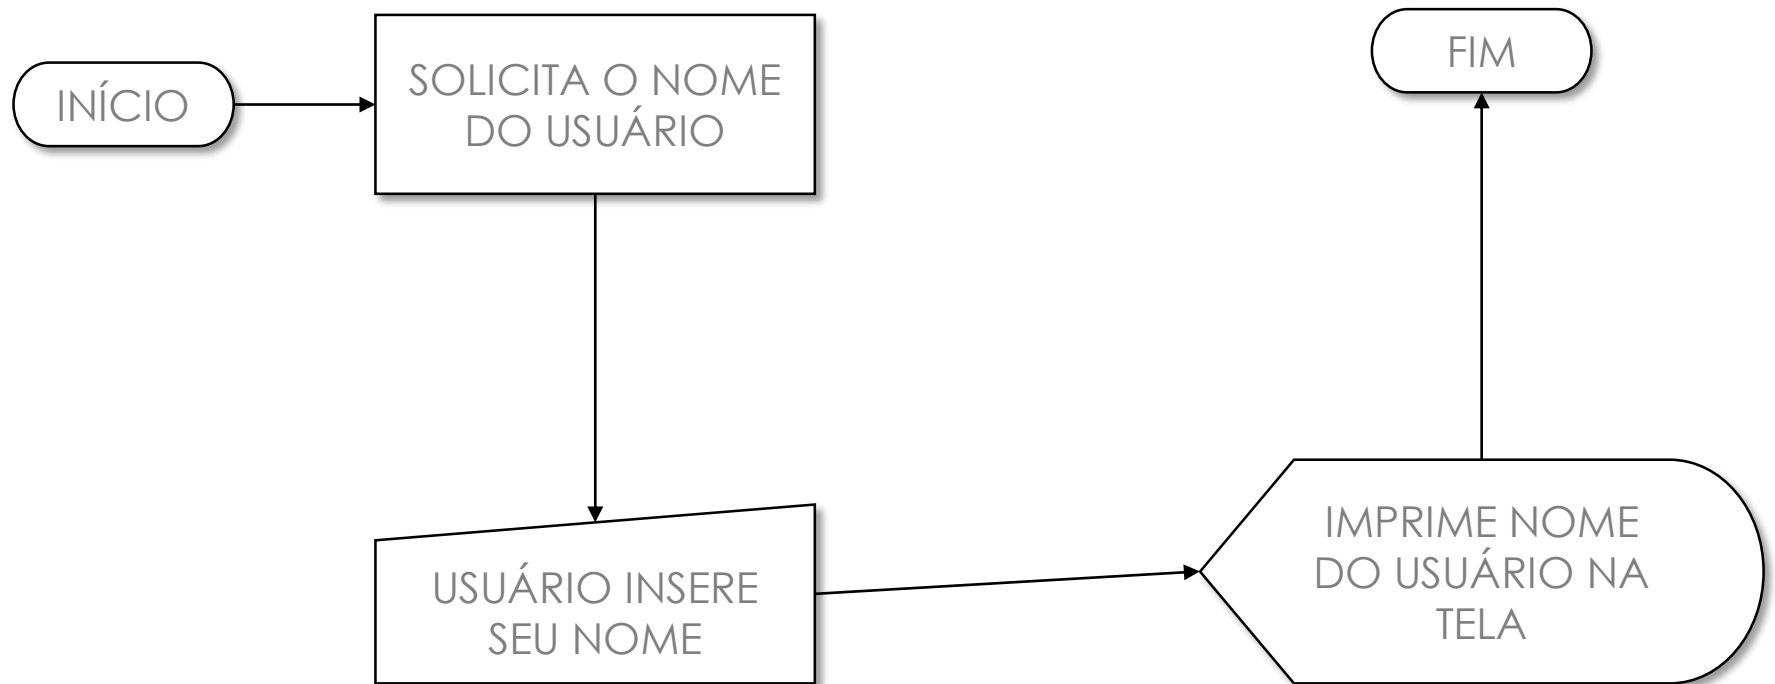 INÍCIO
SOLICITA O NOME
DO USUÁRIO
USUÁRIO INSERE
SEU NOME
IMPRIME NOME
DO USUÁRIO NA
TELA
FIM